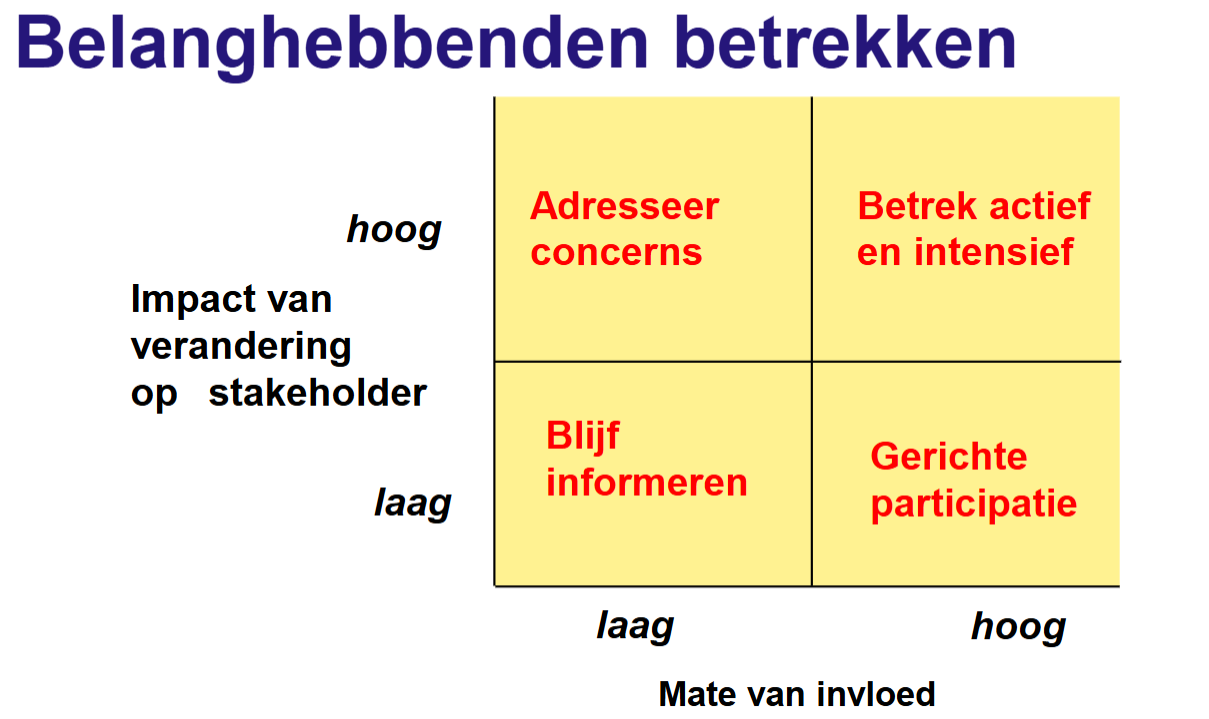 Belanghebbenden betrekken
hoog
Adresseer
concerns
Betrek actief
en intensief
Impact van
verandering
op stakeholder
laag
Blijf
informeren
Gerichte
participatie
laag
hoog
Mate van invloed